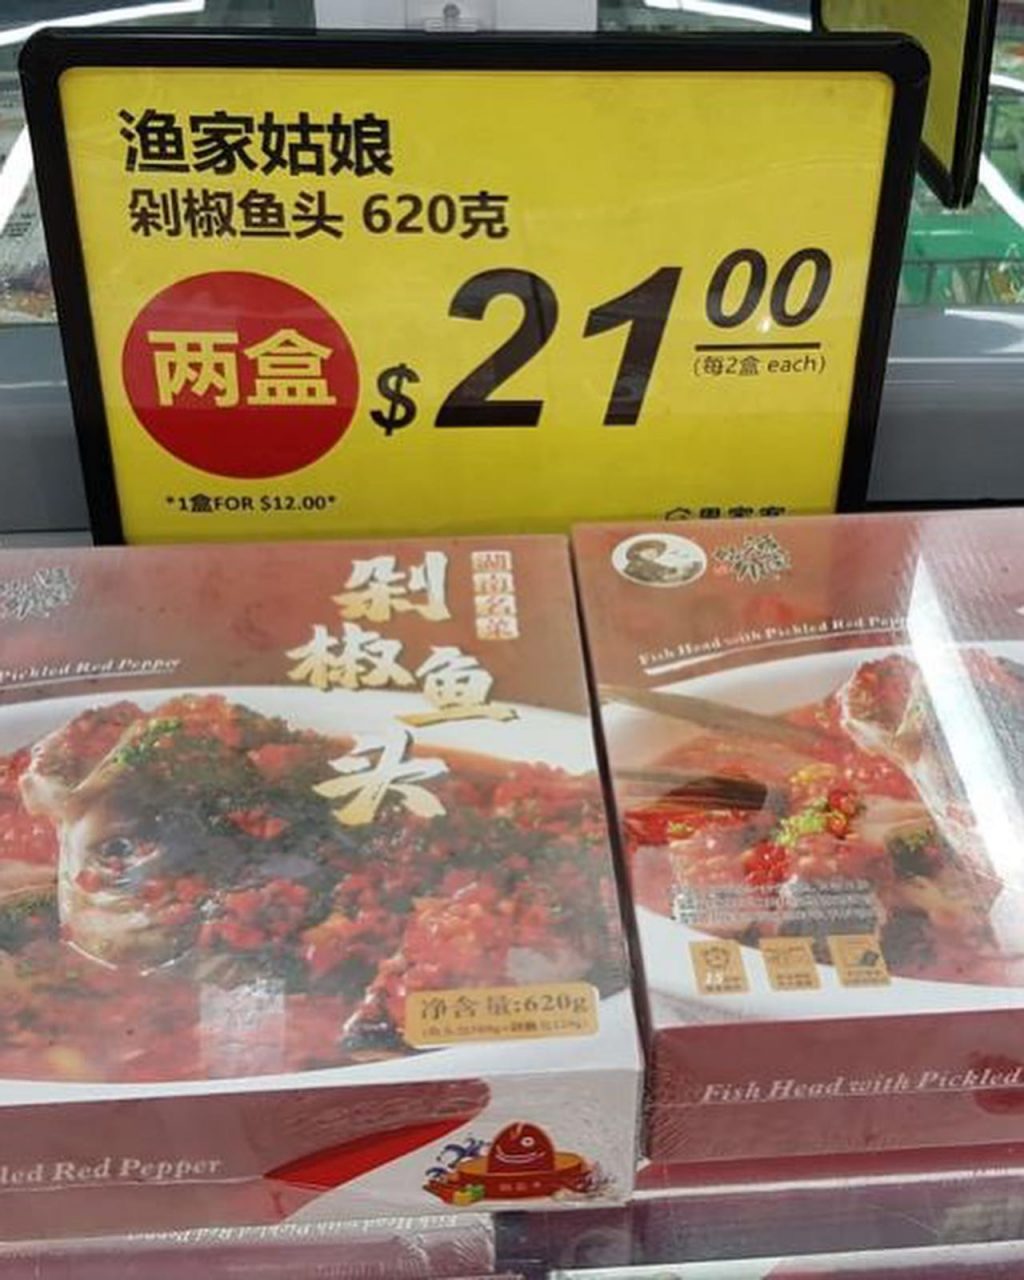 渔家姑娘
剁椒鱼头 620克
两盒
$21.00
(每2盒 each)
*1盒FOR $12.00*
剁椒鱼头
湖南名菜
Pickled Red Pepper
净含量:620g
led Red Pepper
Fish Head with Pickled Red Pepp
15
Fish Head with Pickled